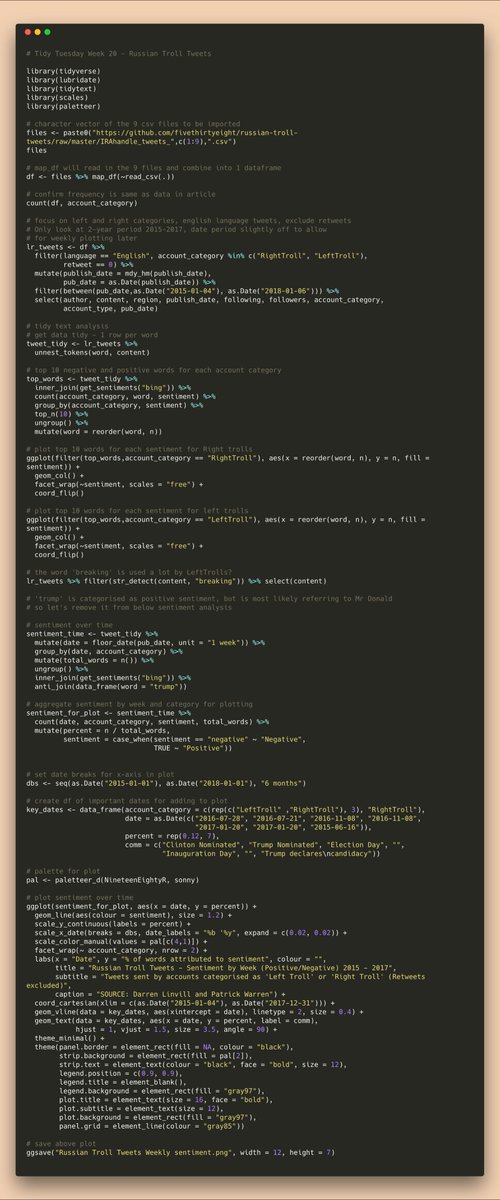 # Tidy Tuesday Week 20 - Russian Troll Tweets
library(tidyverse)
library(lubridate)
library(tidytext)
library(scales)
library(paletteer)
# character vector of the 9 csv files to be imported
files <- paste0("https://github.com/fivethirtyeight/russian-troll-
tweets/raw/master/IRAhandle_tweets_",c(1:9),".csv")
files
# map_df will read in the 9 files and combine into 1 dataframe
df <- files %>% map_df(~read_csv(.))
# confirm frequency is same as data in article
count(df, account_category)
# focus on left and right categories, english language tweets, exclude retweets
# Only look at 2-year period 2015-2017, date period slightly off to allow
# for weekly plotting later
lr_tweets <- df %>%
filter(language == "English", account_category %in% c("RightTroll", "LeftTroll"),
retweet == 0) %>%
mutate(publish_date = mdy_hm(publish_date),
pub_date = as.Date(publish_date)) %>%
filter(between(pub_date,as.Date("2015-01-04"), as.Date("2018-01-06"))) %>%
select(author, content, region, publish_date, following, followers, account_category,
account_type, pub_date)
# tidy text analysis
# get data tidy - 1 row per word
tweet_tidy <- lr_tweets %>%
unnest_tokens(word, content)
# top 10 negative and positive words for each account category
top_words <- tweet_tidy %>%
inner_join(get_sentiments("bing")) %>%
count(account_category, word, sentiment) %>%
group_by(account_category, sentiment) %>%
top_n(10) %>%
ungroup() %>%
mutate(word = reorder(word, n))
# plot top 10 words for each sentiment for Right trolls
ggplot(filter(top_words,account_category == "RightTroll"), aes(x = reorder(word, n), y = n, fill =
sentiment)) +
geom_col() +
facet_wrap(~sentiment, scales = "free") +
coord_flip()
# plot top 10 words for each sentiment for left trolls
ggplot(filter(top_words,account_category == "LeftTroll"), aes(x = reorder(word, n), y = n, fill =
sentiment)) +
geom_col() +
facet_wrap(~sentiment, scales = "free") +
coord_flip()
# the word 'breaking' is used a lot by LeftTrolls?
lr_tweets %>% filter(str_detect(content, "breaking")) %>% select(content)
# 'trump' is categorised as positive sentiment, but is most likely referring to Mr Donald
# so let's remove it from below sentiment analysis
# sentiment over time
sentiment_time <- tweet_tidy %>%
mutate(date = floor_date(pub_date, unit = "1 week")) %>%
group_by(date, account_category) %>%
mutate(total_words = n()) %>%
ungroup() %>%
inner_join(get_sentiments("bing")) %>%
anti_join(data_frame(word = "trump"))
# aggregate sentiment by week and category for plotting
sentiment_for_plot <- sentiment_time %>%
count(date, account_category, sentiment, total_words) %>%
mutate(percent = n / total_words,
sentiment = case_when(sentiment == "negative" ~ "Negative",
TRUE ~ "Positive"))
# set date breaks for x-axis in plot
dbs <- seq(as.Date("2015-01-01"), as.Date("2018-01-01"), "6 months")
# create df of important dates for adding to plot
key_dates <- data_frame(account_category = c(rep(c("LeftTroll" ,"RightTroll"), 3), "RightTroll"),
date = as.Date(c("2016-07-28", "2016-07-21", "2016-11-08", "2016-11-08",
"2017-01-20", "2017-01-20", "2015-06-16")),
percent = rep(0.12, 7),
comm = c("Clinton Nominated", "Trump Nominated", "Election Day", "",
"Inauguration Day", "", "Trump declares\ncandidacy"))
# palette for plot
pal <- paletteer_d(NineteenEightyR, sonny)
# plot sentiment over time
ggplot(sentiment_for_plot, aes(x = date, y = percent)) +
geom_line(aes(colour = sentiment), size = 1.2) +
scale_y_continuous(labels = percent) +
scale_x_date(breaks = dbs, date_labels = "%b '%y", expand = c(0.02, 0.02)) +
scale_color_manual(values = pal[c(4,1)]) +
facet_wrap(~ account_category, nrow = 2) +
labs(x = "Date", y = "% of words attributed to sentiment", colour = "",
title = "Russian Troll Tweets - Sentiment by Week (Positive/Negative) 2015 - 2017",
subtitle = "Tweets sent by accounts categorised as 'Left Troll' or 'Right Troll' (Retweets
excluded)",
caption = "SOURCE: Darren Linvill and Patrick Warren") +
coord_cartesian(xlim = c(as.Date("2015-01-04"), as.Date("2017-12-31"))) +
geom_vline(data = key_dates, aes(xintercept = date), linetype = 2, size = 0.4) +
geom_text(data = key_dates, aes(x = date, y = percent, label = comm),
hjust = 1, vjust = 1.5, size = 3.5, angle = 90) +
theme_minimal() +
theme(panel.border = element_rect(fill = NA, colour = "black"),
strip.background = element_rect(fill = pal[2]),
strip.text = element_text(colour = "black", face = "bold", size = 12),
legend.position = c(0.9, 0.9),
legend.title = element_blank(),
legend.background = element_rect(fill = "gray97"),
plot.title = element_text(size = 16, face = "bold"),
plot.subtitle = element_text(size = 12),
plot.background = element_rect(fill = "gray97"),
panel.grid = element_line(colour = "gray85"))
# save above plot
ggsave("Russian Troll Tweets Weekly sentiment.png", width = 12, height = 7)